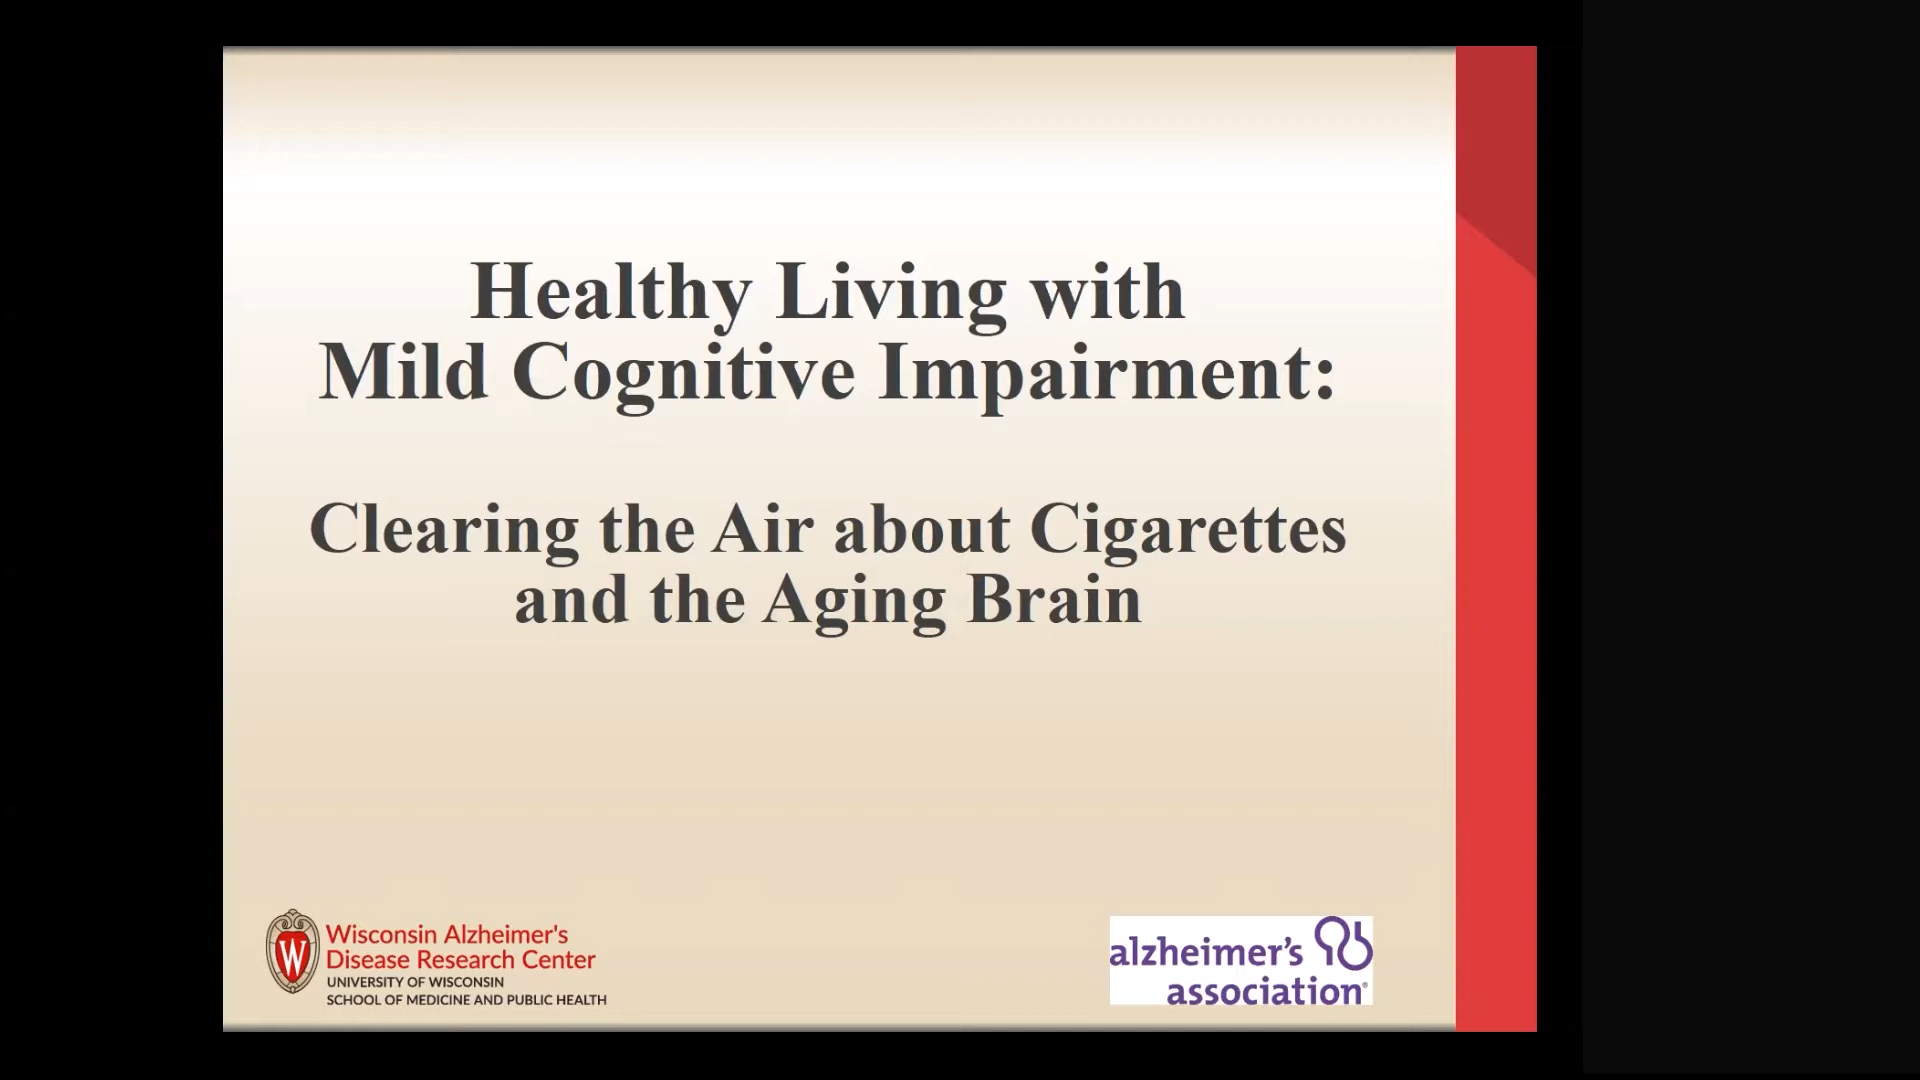 Healthy Living with
Mild Cognitive Impairment:
Clearing the Air about Cigarettes
and the Aging Brain
W
Wisconsin Alzheimer's
Disease Research Center
UNIVERSITY OF WISCONSIN
SCHOOL OF MEDICINE AND PUBLIC HEALTH
alzheimer's
association®